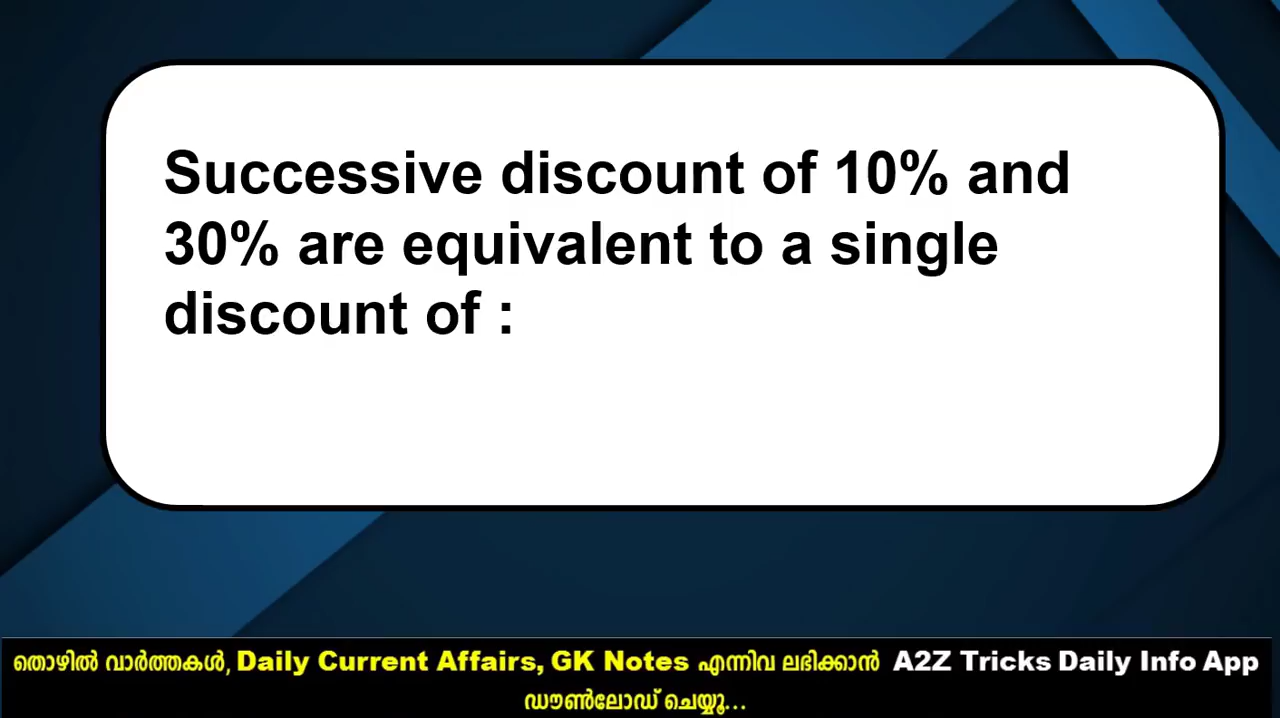 Successive discount of 10% and
30% are equivalent to a single
discount of :
തൊഴിൽ വാർത്തകൾ, Daily Current Affairs, GK Notes എന്നിവ ലഭിക്കാൻ A2Z Tricks Daily Info App
ഡൗൺലോഡ് ചെയ്യൂ...